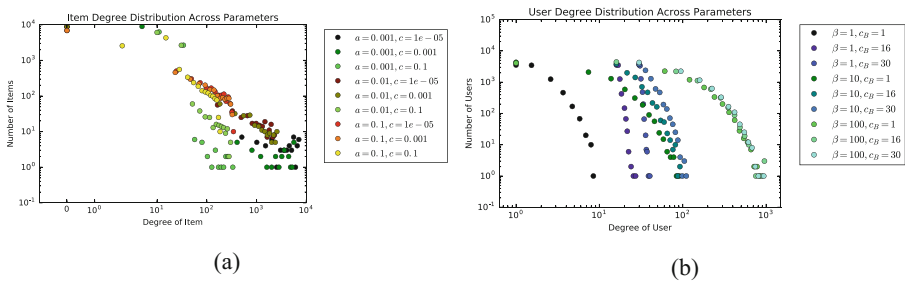 Item Degree Distribution Across Parameters
10^4
10^3
10^2
10^1
10^0
10^-1
Number of Items
0
10^0
10^1
10^2
10^3
10^4
Degree of Item
a = 0.001, c = 1e − 05
a = 0.001, c = 0.001
a = 0.001, c = 0.1
a = 0.01, c = 1e − 05
a = 0.01, c = 0.001
a = 0.01, c = 0.1
a = 0.1, c = 1e − 05
a = 0.1, c = 0.001
a = 0.1, c = 0.1
(a)
User Degree Distribution Across Parameters
10^5
10^4
10^3
10^2
10^1
10^0
10^-1
Number of Users
10^0
10^1
10^2
10^3
Degree of User
β = 1, c_B = 1
β = 1, c_B = 16
β = 1, c_B = 30
β = 10, c_B = 1
β = 10, c_B = 16
β = 10, c_B = 30
β = 100, c_B = 1
β = 100, c_B = 16
β = 100, c_B = 30
(b)